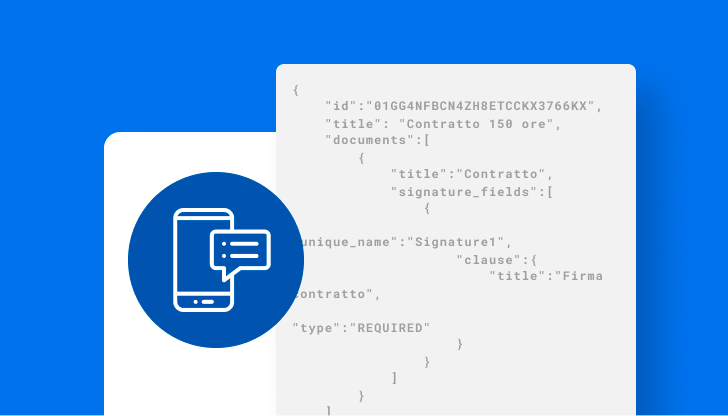 {
"id":"01GG4NFBCN4ZH8ETCCKX3766KX",
"title": "Contratto 150 ore",
"documents":[
{
"title":"Contratto",
"signature_fields":[
{
unique_name":"Signature1",
"clause":{
"title":"Firma
contratto",
"type":"REQUIRED"
}
}
]
}
]